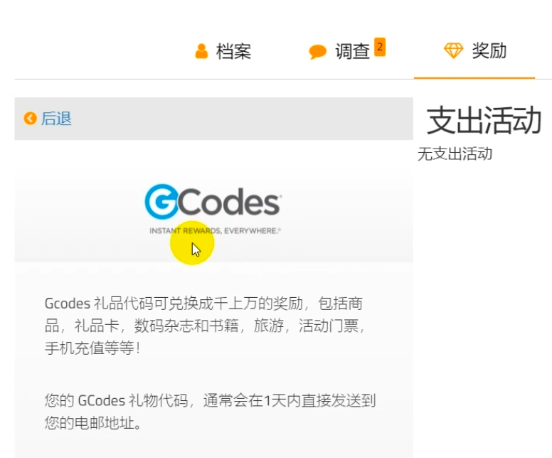 档案
调查 2
奖励
后退
支出活动
无支出活动
GCodes
INSTANT REWARDS, EVERYWHERE.
Gcodes 礼品代码可兑换成千上万的奖励，包括商
品，礼品卡，数码杂志和书籍，旅游，活动门票，
手机充值等等！
您的 GCodes 礼物代码，通常会在1天内直接发送到
您的电邮地址。